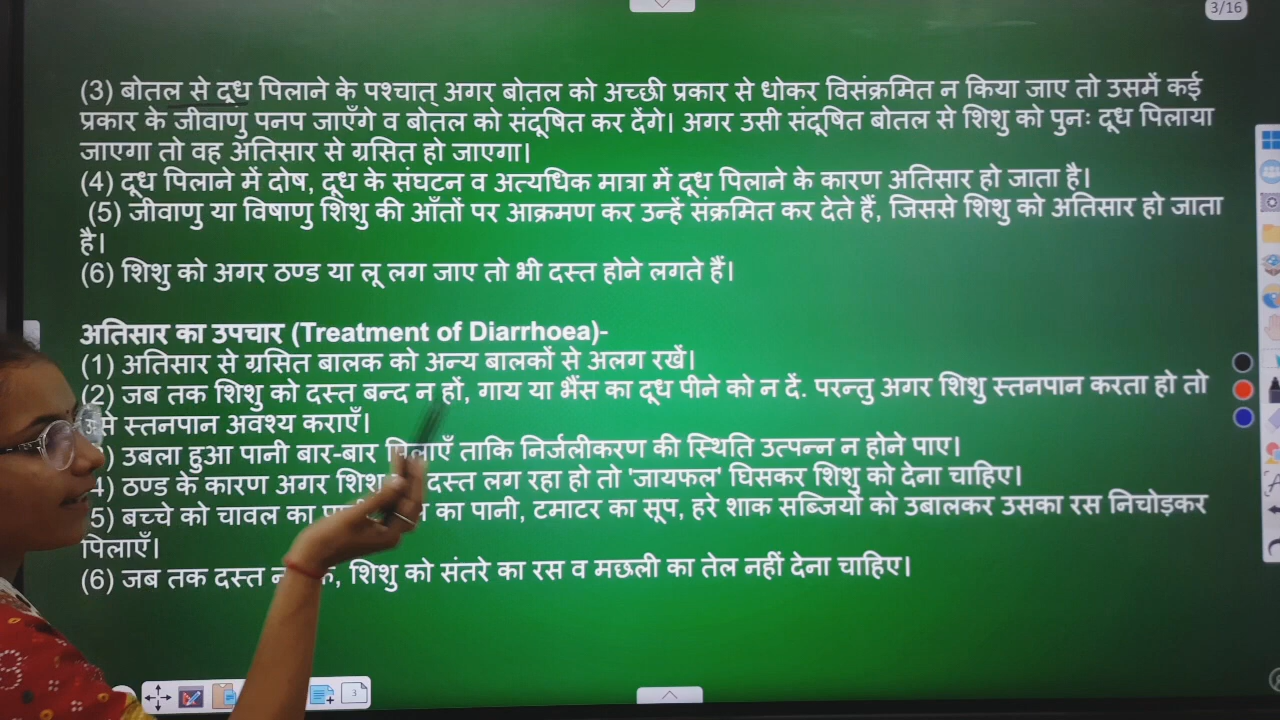 3/16
(3) बोतल से दूध पिलाने के पश्चात् अगर बोतल को अच्छी प्रकार से धोकर विसंक्रमित न किया जाए तो उसमें कई
प्रकार के जीवाणु पनप जाएँगे व बोतल को संदूषित कर देंगे। अगर उसी संदूषित बोतल से शिशु को पुनः दूध पिलाया
जाएगा तो वह अतिसार से ग्रसित हो जाएगा।
(4) दूध पिलाने में दोष, दूध के संघटन व अत्यधिक मात्रा में दूध पिलाने के कारण अतिसार हो जाता है।
(5) जीवाणु या विषाणु शिशु की आँतों पर आक्रमण कर उन्हें संक्रमित कर देते हैं, जिससे शिशु को अतिसार हो जाता
है।
(6) शिशु को अगर ठण्ड या लू लग जाए तो भी दस्त होने लगते हैं।
अतिसार का उपचार (Treatment of Diarrhoea)-
(1) अतिसार से ग्रसित बालक को अन्य बालकों से अलग रखें।
(2) जब तक शिशु को दस्त बन्द न हों, गाय या भैंस का दूध पीने को न दें. परन्तु अगर शिशु स्तनपान करता हो तो
उसे स्तनपान अवश्य कराएँ।
) उबला हुआ पानी बार-बार पिलाएँ ताकि निर्जलीकरण की स्थिति उत्पन्न न होने पाए।
4) ठण्ड के कारण अगर शिशु दस्त लग रहा हो तो 'जायफल' घिसकर शिशु को देना चाहिए।
5) बच्चे को चावल का का पानी, टमाटर का सूप, हरे शाक सब्जियों को उबालकर उसका रस निचोड़कर
पिलाएँ।
(6) जब तक दस्त शिशु को संतरे का रस व मछली का तेल नहीं देना चाहिए।
3